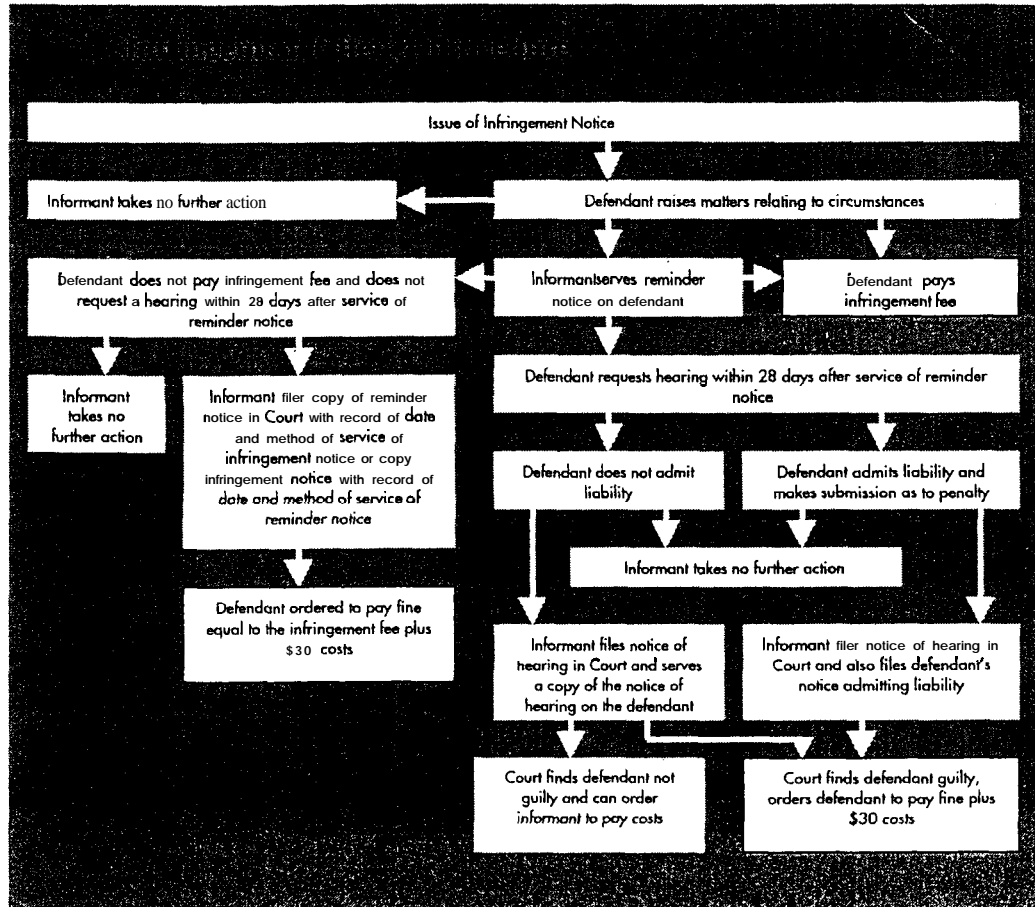 Issue of Infringement Notice
Informant takes no further action
Defendant raises matters relating to circumstances
Defendant does not pay infringement fee and does not
request a hearing within 28 days after service of
reminder notice
Informantserves reminder
notice on defendant
Defendant pays
infringement fee
Defendant requests hearing within 28 days after service of reminder
notice
Informant
takes no
further action
Informant filer copy of reminder
notice in Court with record of date
and method of service of
infringement notice or copy
infringement notice with record of
date and method of service of
reminder notice
Defendant does not admit
liability
Defendant admits liability and
makes submission as to penalty
Informant takes no further action
Defendant ordered to pay fine
equal to the infringement fee plus
$30 costs
Informant files notice of
hearing in Court and serves
a copy of the notice of
hearing on the defendant
Informant filer notice of hearing in
Court and also files defendant's
notice admitting liability
Court finds defendant not
guilty and can order
informant to pay costs
Court finds defendant guilty,
orders defendant to pay fine plus
$30 costs